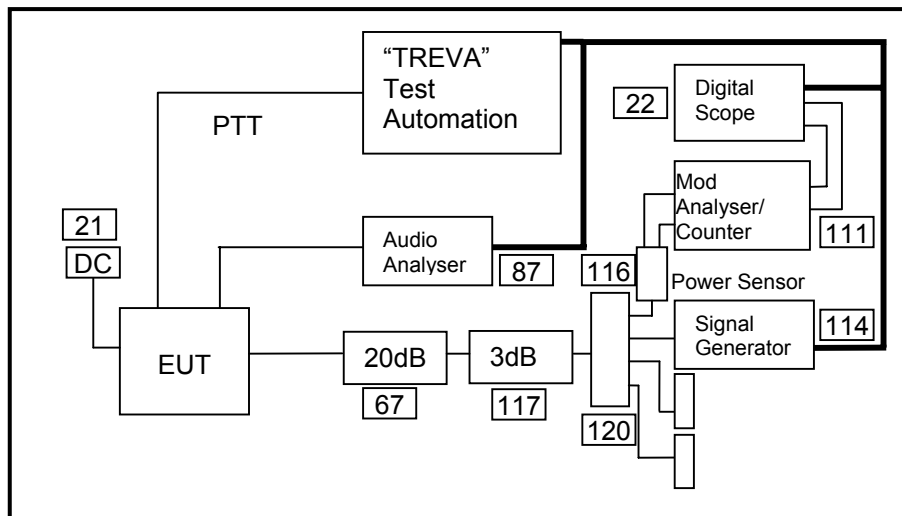 “TREVA”
Test
Automation
PTT
22
Digital
Scope
Mod
Analyser/
Counter
111
21
DC
Audio
Analyser
87
116
Power Sensor
EUT
20dB
3dB
Signal
Generator
114
67
117
120